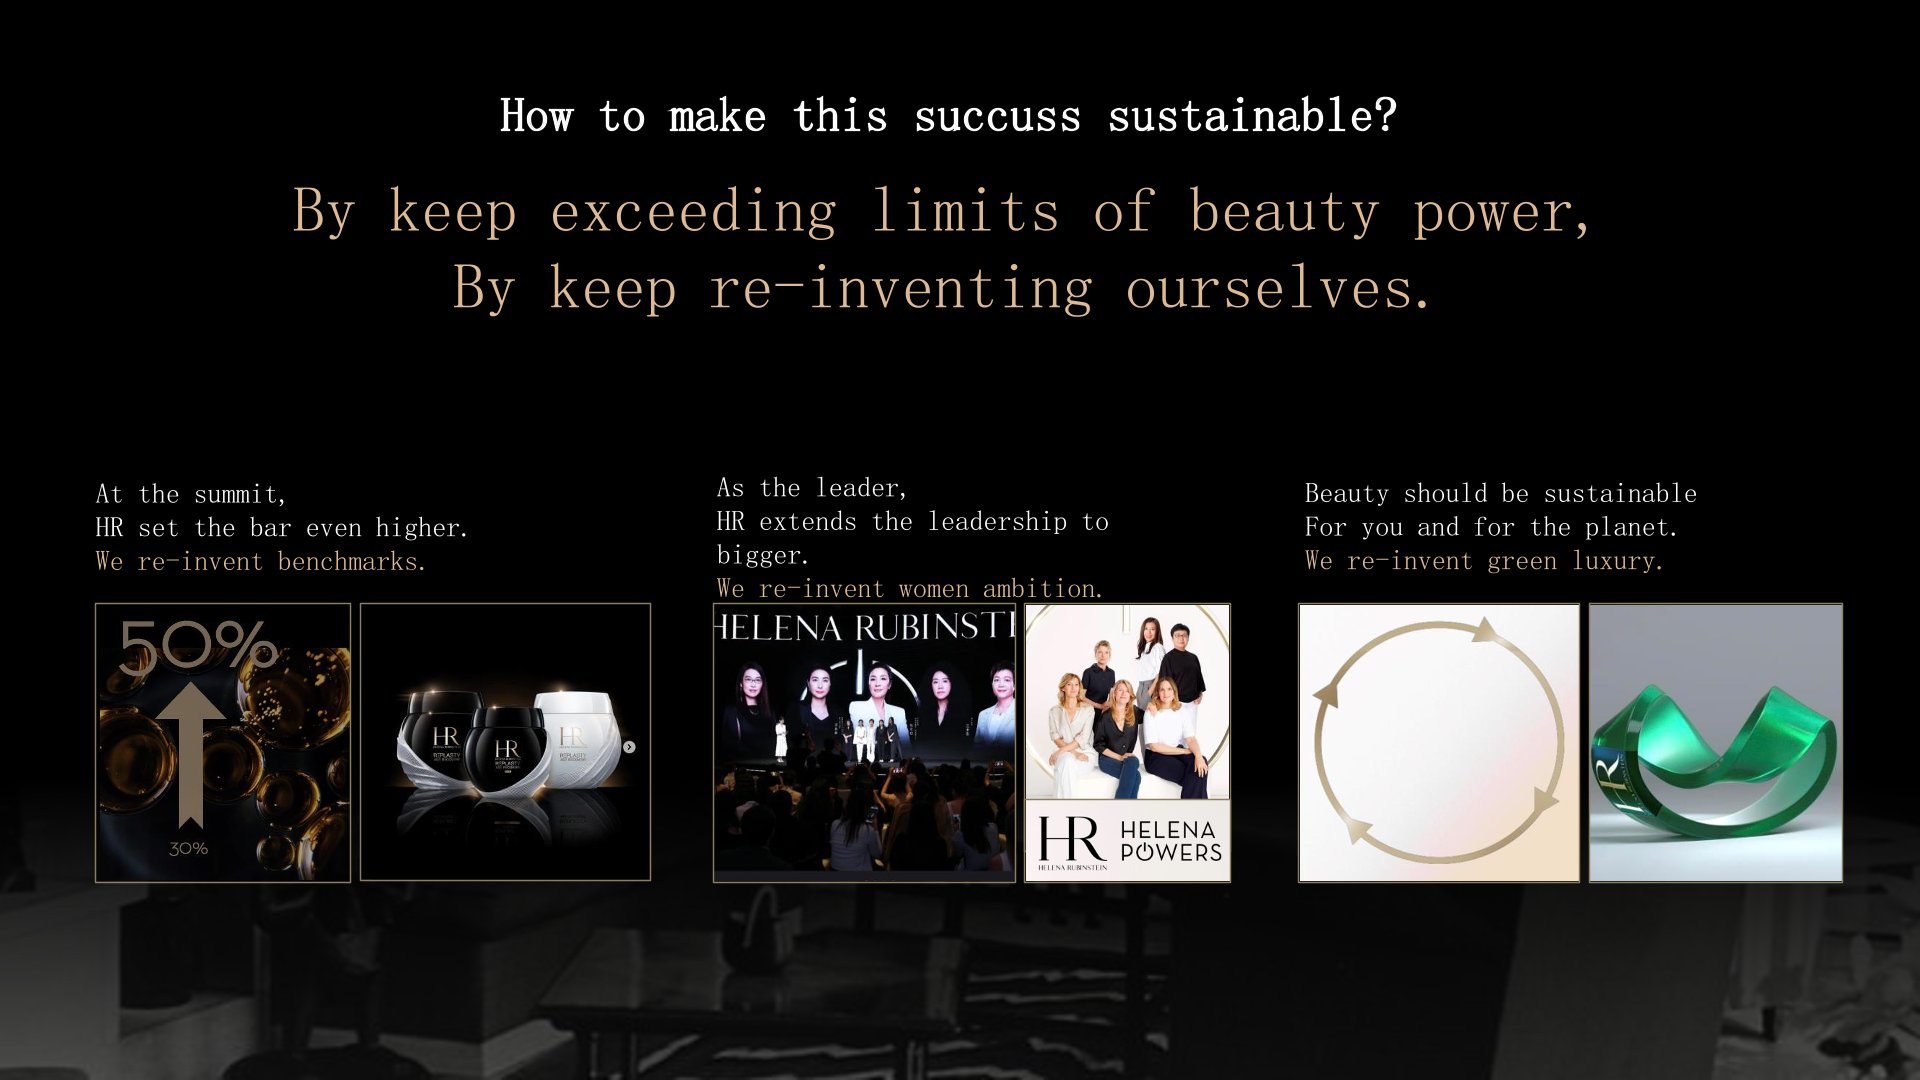 How to make this succuss sustainable?
By keep exceeding limits of beauty power,
By keep re-inventing ourselves.
At the summit,
HR set the bar even higher.
We re-invent benchmarks.
As the leader,
HR extends the leadership to
bigger.
We re-invent women ambition.
Beauty should be sustainable
For you and for the planet.
We re-invent green luxury.
50%
30%
HR
REPLASTY
HR
REPLASTY
HR
REPLASTY
HELENA RUBINSTE
HR
HELENA RUBINSTEIN
HELENA
POWERS
HR